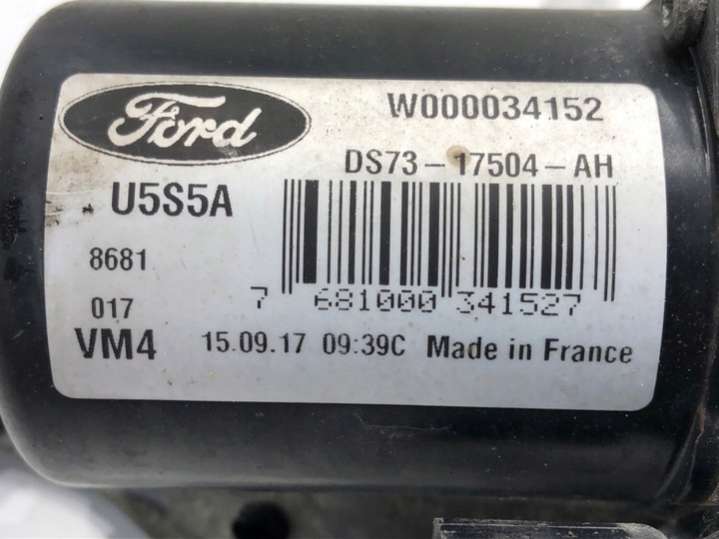 Ford
W000034152
DS73-17504-AH
U5S5A
8681
7 681000 341527
017
VM4 15.09.17 09:39C Made in France